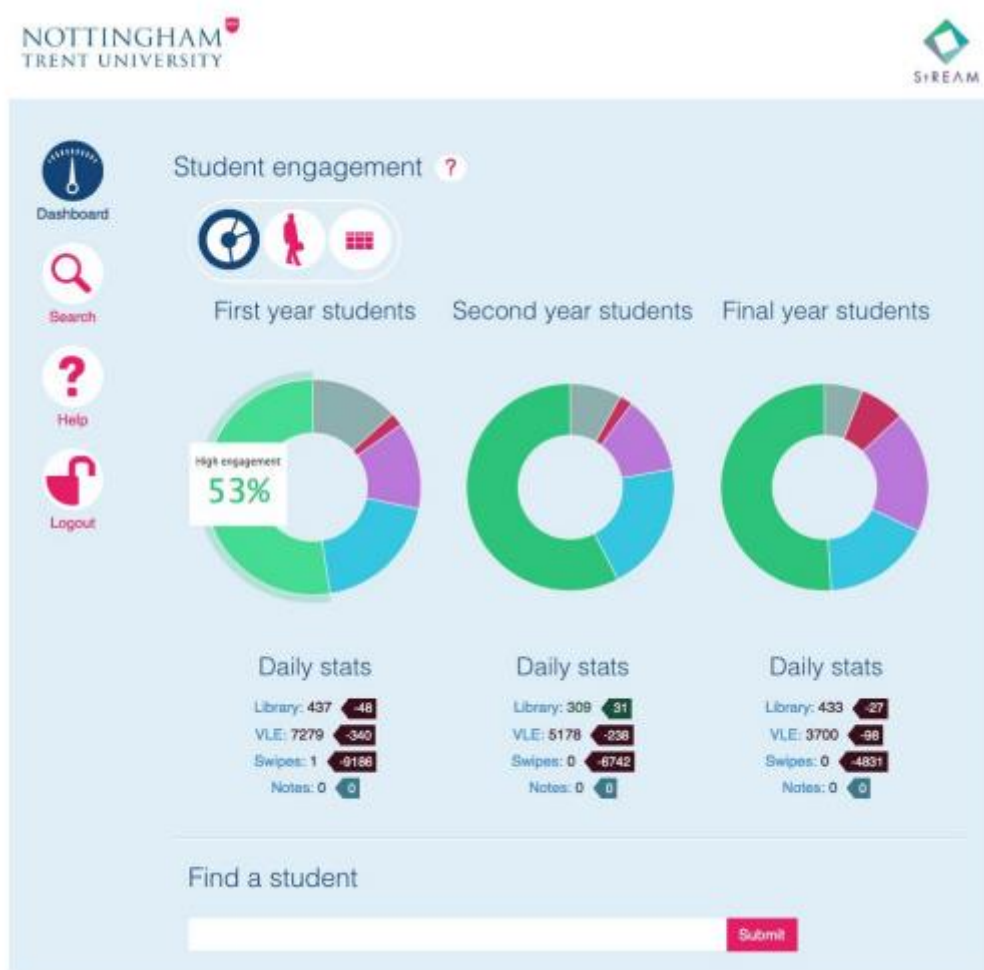 NOTTINGHAM
TRENT UNIVERSITY
StREAM
Dashboard
Search
Help
Logout
Student engagement ?
First year students Second year students Final year students
High engagement
53%
Daily stats Daily stats Daily stats
Library: 437 -48 Library: 309 31 Library: 433 -27
VLE: 7279 -340 VLE: 5178 -238 VLE: 3700 -98
Swipes: 1 -9186 Swipes: 0 -6742 Swipes: 0 -4831
Notes: 0 0 Notes: 0 0 Notes: 0 0
Find a student
Submit